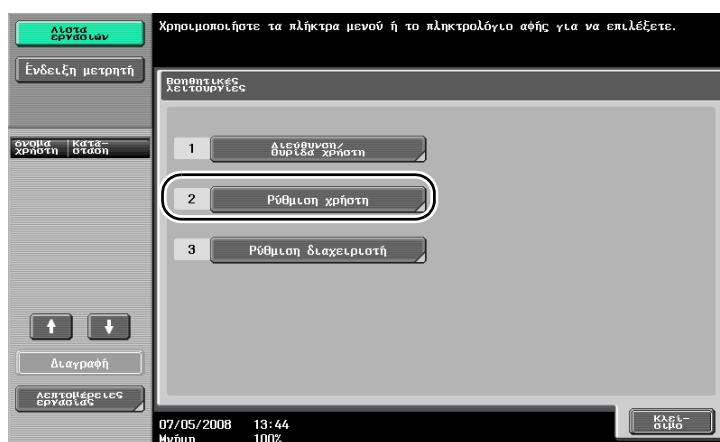 Λίστα
εργασιών
Χρησιμοποιήστε τα πλήκτρα μενού ή το πληκτρολόγιο αφής για να επιλέξετε.
Ένδειξη μετρητή
Βοηθητικές
λειτουργίες
όνομα χρήστη
Κατά-
σταση
1 Διεύθυνση/
θυρίδα χρήστη
2 Ρύθμιση χρήστη
3 Ρύθμιση διαχειριστή
Διαγραφή
Λεπτομέρειες
εργασίας
07/05/2008 13:44
Μνήμη 100%
Κλεί-
σιμο